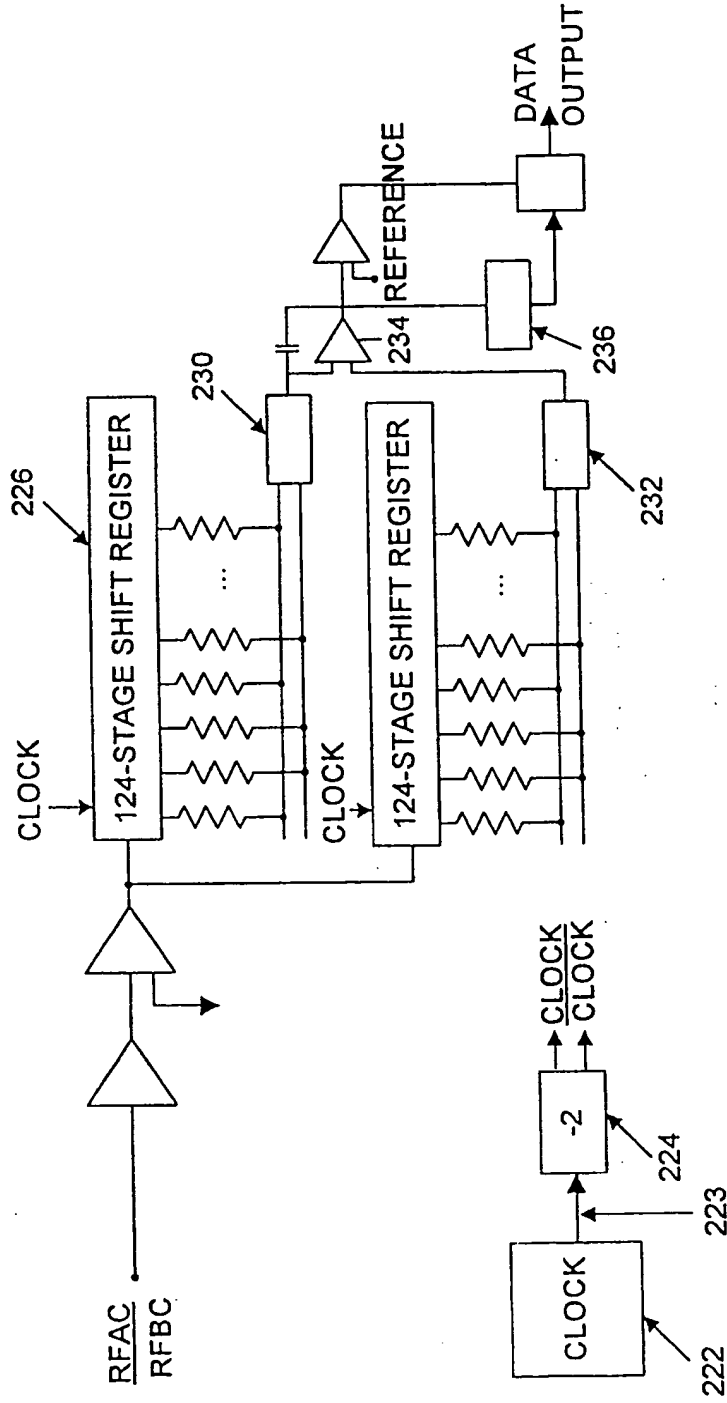 226
CLOCK
124-STAGE SHIFT REGISTER
230
...
RFAC
RFBC
REFERENCE
234
DATA
OUTPUT
CLOCK
124-STAGE SHIFT REGISTER
236
...
232
CLOCK
223
-2
224
CLOCK
CLOCK
222